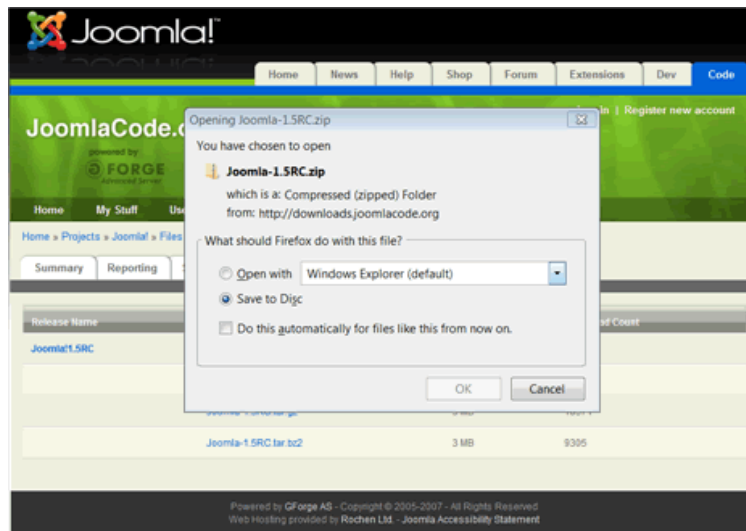 Joomla!™
Home News Help Shop Forum Extensions Dev Code
in | Register new account
JoomlaCode.o
powered by
GFORGE
Advanced Server
Opening Joomla-1.5RC.zip
You have chosen to open
Joomla-1.5RC.zip
which is a: Compressed (zipped) Folder
from: http://downloads.joomlacode.org
What should Firefox do with this file?
Open with Windows Explorer (default)
Save to Disc
Do this automatically for files like this from now on.
OK Cancel
Home My Stuff Us
Home » Projects » Joomla! » Files
Summary Reporting
Release Name ad Count
Joomla!1.5RC
Joomla-1.5RC.tar.bz2 3 MB 9305
Powered by GForge AS - Copyright © 2005-2007 - All Rights Reserved
Web Hosting provided by Rochen Ltd. - Joomla Accessibility Statement